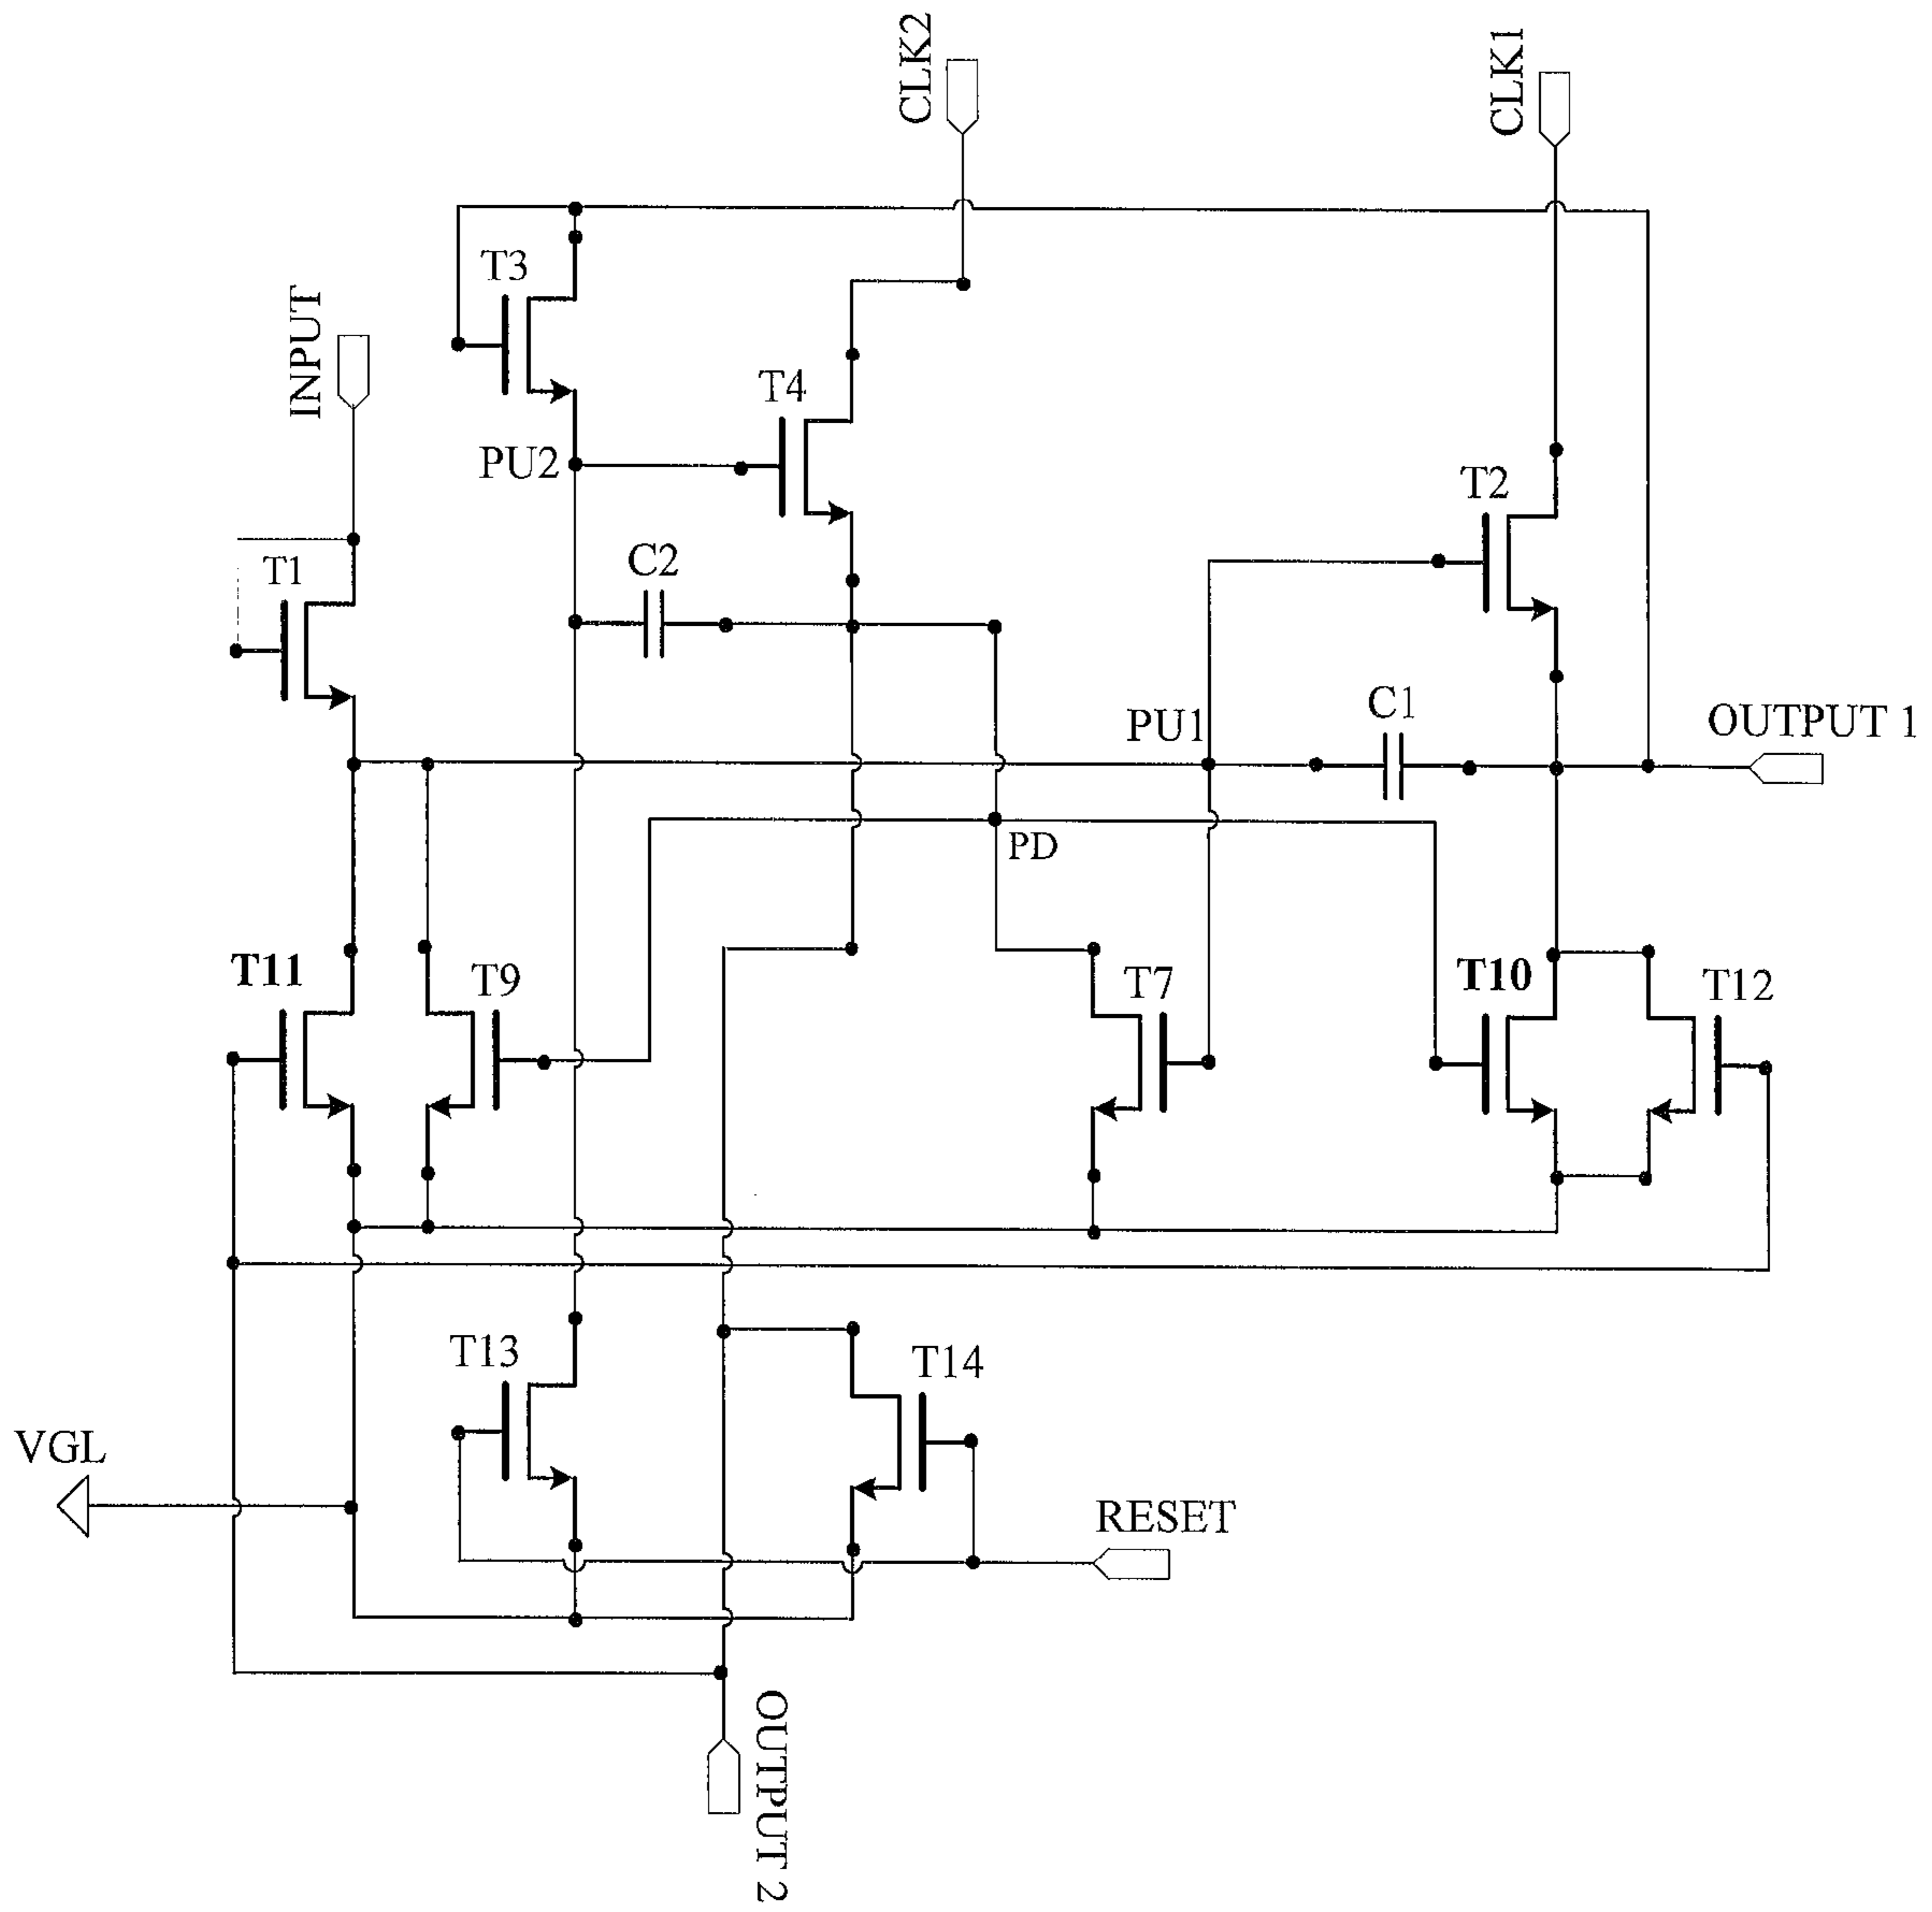 CLK2
CLK1
T3
INPUT
T4
PU2
T2
T1
C2
C1
PU1
OUTPUT 1
PD
T11
T9
T7
T10
T12
T13
T14
VGL
RESET
OUTPUT 2